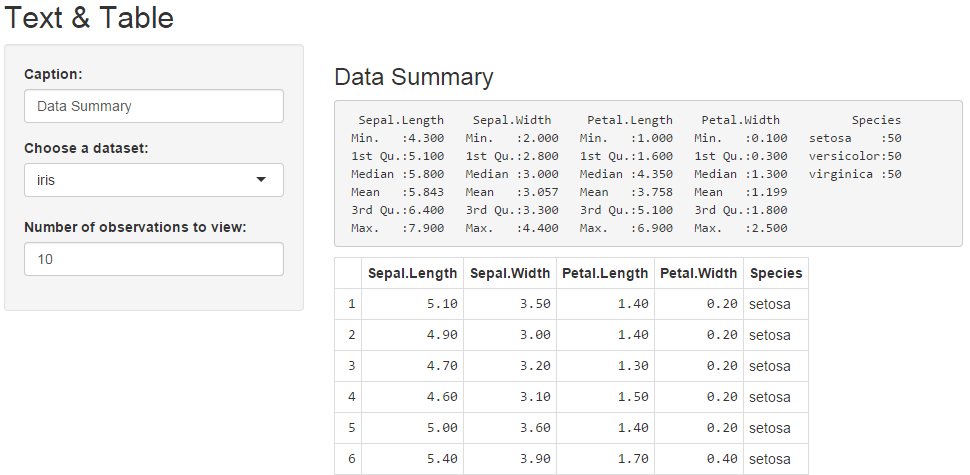 Text & Table
Caption:
Data Summary
Choose a dataset:
iris
Number of observations to view:
10
Data Summary
Sepal.Length Sepal.Width Petal.Length Petal.Width Species
Min. :4.300 Min. :2.000 Min. :1.000 Min. :0.100 setosa :50
1st Qu.:5.100 1st Qu.:2.800 1st Qu.:1.600 1st Qu.:0.300 versicolor:50
Median :5.800 Median :3.000 Median :4.350 Median :1.300 virginica :50
Mean :5.843 Mean :3.057 Mean :3.758 Mean :1.199
3rd Qu.:6.400 3rd Qu.:3.300 3rd Qu.:5.100 3rd Qu.:1.800
Max. :7.900 Max. :4.400 Max. :6.900 Max. :2.500
Sepal.Length Sepal.Width Petal.Length Petal.Width Species
1 5.10 3.50 1.40 0.20 setosa
2 4.90 3.00 1.40 0.20 setosa
3 4.70 3.20 1.30 0.20 setosa
4 4.60 3.10 1.50 0.20 setosa
5 5.00 3.60 1.40 0.20 setosa
6 5.40 3.90 1.70 0.40 setosa